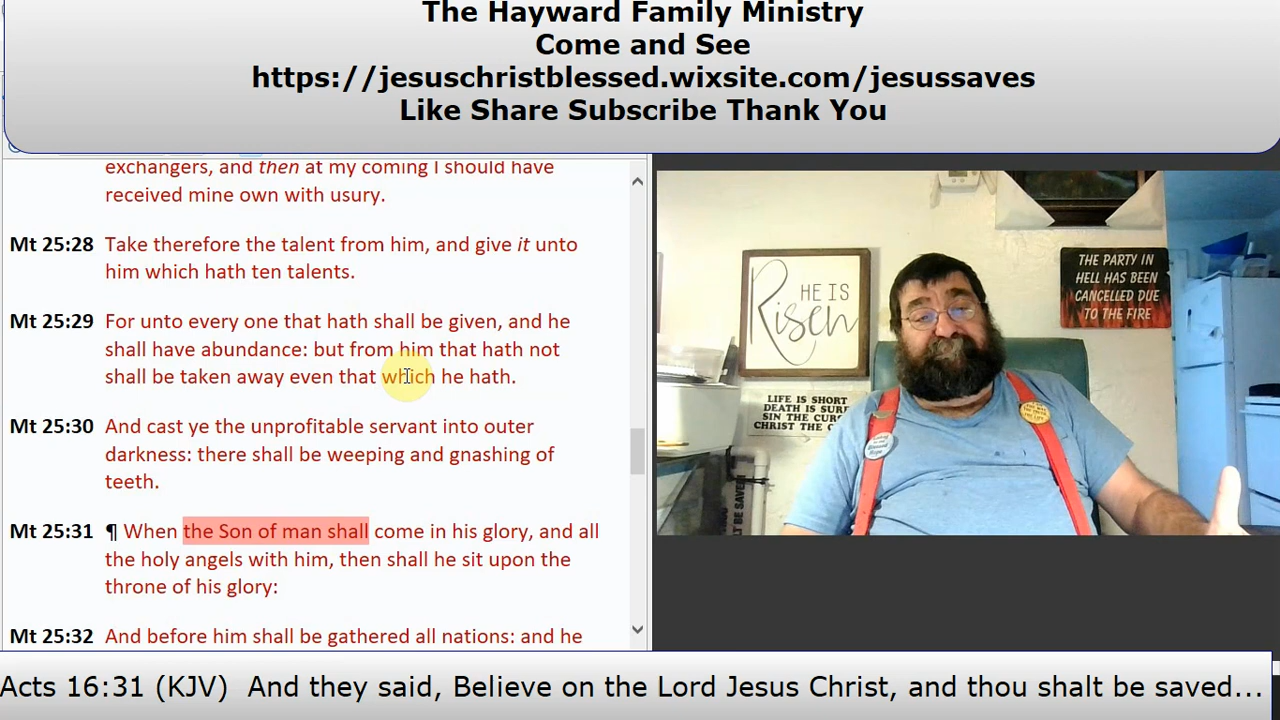 The Hayward Family Ministry
Come and See
https://jesuschristblessed.wixsite.com/jesussaves
Like Share Subscribe Thank You
exchangers, and then at my coming I should have
received mine own with usury.
Mt 25:28 Take therefore the talent from him, and give it unto
him which hath ten talents.
Mt 25:29 For unto every one that hath shall be given, and he
shall have abundance: but from him that hath not
shall be taken away even that which he hath.
Mt 25:30 And cast ye the unprofitable servant into outer
darkness: there shall be weeping and gnashing of
teeth.
Mt 25:31 ¶ When the Son of man shall come in his glory, and all
the holy angels with him, then shall he sit upon the
throne of his glory:
Mt 25:32 And before him shall be gathered all nations: and he
HE IS
Risen
THE PARTY IN
HELL HAS BEEN
CANCELLED DUE
TO THE FIRE
LIFE IS SHORT
DEATH IS SURE
SIN THE CUR
CHRIST THE C
BE SAVED
Acts 16:31 (KJV) And they said, Believe on the Lord Jesus Christ, and thou shalt be saved...